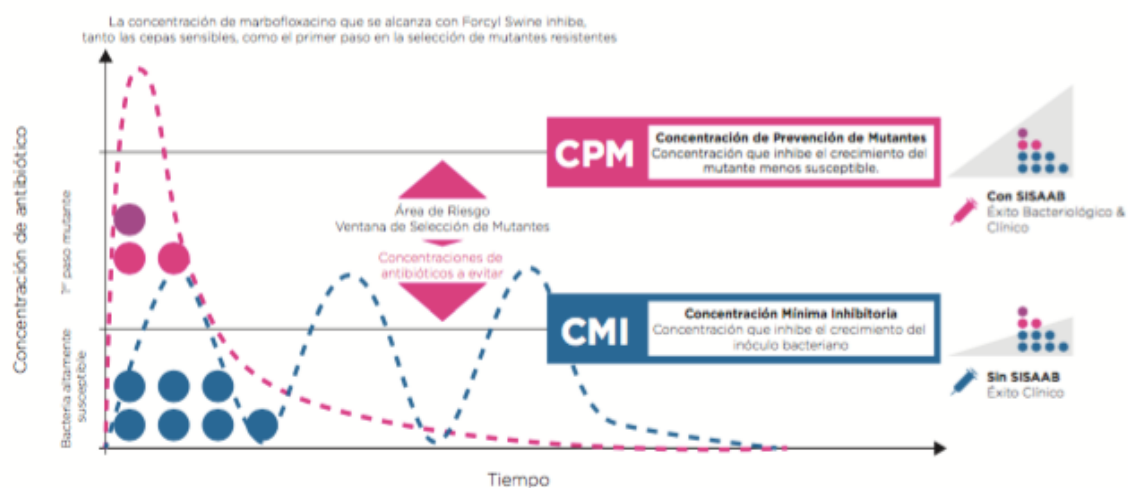 La concentración de marbofloxacino que se alcanza con Forcyl Swine inhibe,
tanto las cepas sensibles, como el primer paso en la selección de mutantes resistentes
Concentración de antibiótico
1er paso mutante
Bacteria altamente
susceptible
CPM
Concentración de Prevención de Mutantes
Concentración que inhibe el crecimiento del
mutante menos susceptible.
Área de Riesgo
Ventana de Selección de Mutantes
Concentraciones de
antibióticos a evitar
CMI
Concentración Mínima Inhibitoria
Concentración que inhibe el crecimiento del
inóculo bacteriano
Con SISAAB
Éxito Bacteriológico &
Clínico
Sin SISAAB
Éxito Clínico
Tiempo